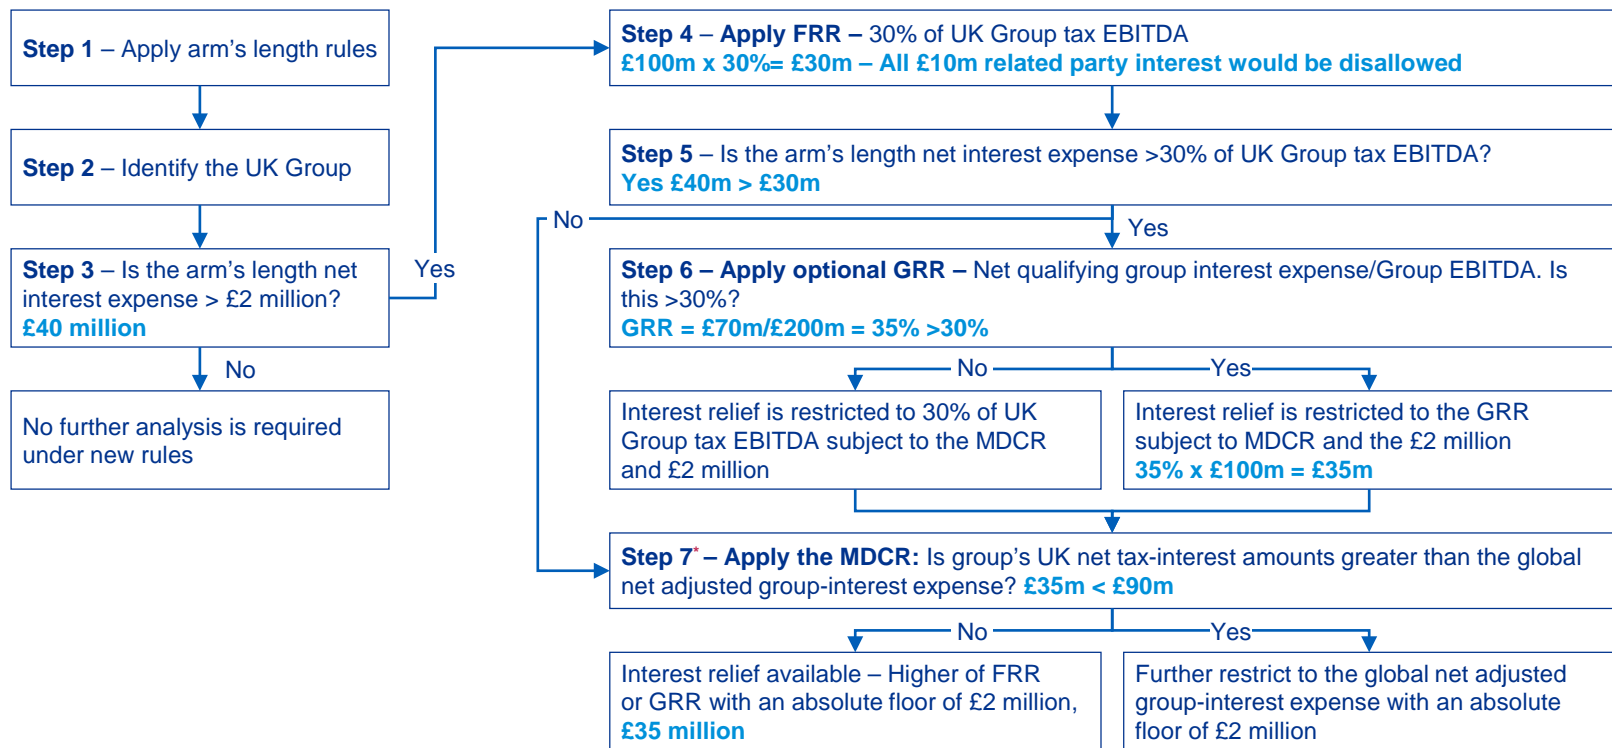 Step 1 – Apply arm's length rules
Step 2 – Identify the UK Group
Step 3 – Is the arm's length net
interest expense > £2 million?
£40 million
Yes
No
No further analysis is required
under new rules
Step 4 – Apply FRR – 30% of UK Group tax EBITDA
£100m x 30%= £30m – All £10m related party interest would be disallowed
Step 5 – Is the arm's length net interest expense >30% of UK Group tax EBITDA?
Yes £40m > £30m
No
Yes
Step 6 – Apply optional GRR – Net qualifying group interest expense/Group EBITDA. Is
this >30%?
GRR = £70m/£200m = 35% >30%
No
Yes
Interest relief is restricted to 30% of UK
Group tax EBITDA subject to the MDCR
and £2 million
Interest relief is restricted to the GRR
subject to MDCR and the £2 million
35% x £100m = £35m
Step 7* – Apply the MDCR: Is group's UK net tax-interest amounts greater than the global
net adjusted group-interest expense? £35m < £90m
No
Yes
Interest relief available – Higher of FRR
or GRR with an absolute floor of £2 million,
£35 million
Further restrict to the global net adjusted
group-interest expense with an absolute
floor of £2 million